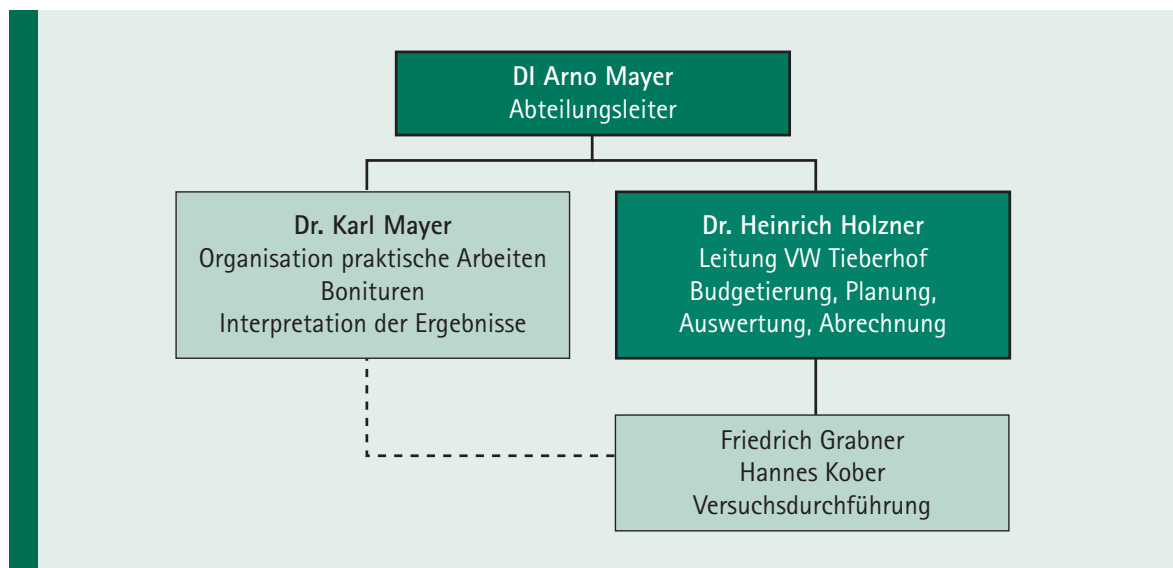 DI Arno Mayer
Abteilungsleiter
Dr. Karl Mayer
Organisation praktische Arbeiten
Bonituren
Interpretation der Ergebnisse
Dr. Heinrich Holzner
Leitung VW Tieberhof
Budgetierung, Planung,
Auswertung, Abrechnung
Friedrich Grabner
Hannes Kober
Versuchsdurchführung